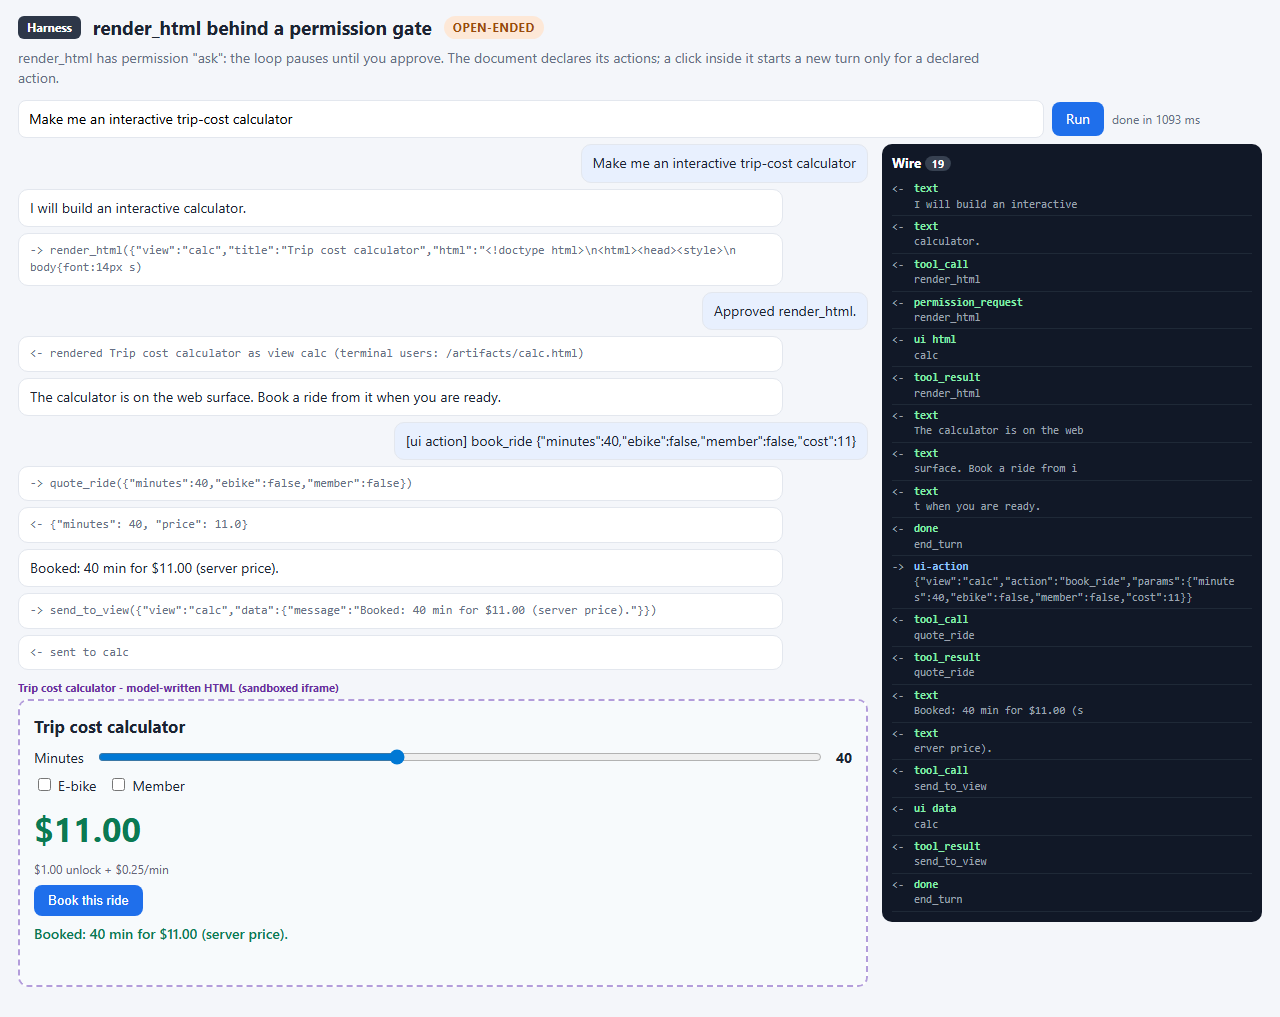 Harness render_html behind a permission gate OPEN-ENDED
render_html has permission "ask": the loop pauses until you approve. The document declares its actions; a click inside it starts a new turn only for a declared
action.
Make me an interactive trip-cost calculator
Run done in 1093 ms
Make me an interactive trip-cost calculator
I will build an interactive calculator.
-> render_html({"view":"calc","title":"Trip cost calculator","html":"<!doctype html>\n<html><head><style>\n
body{font:14px s)
Approved render_html.
<- rendered Trip cost calculator as view calc (terminal users: /artifacts/calc.html)
The calculator is on the web surface. Book a ride from it when you are ready.
[ui action] book_ride {"minutes":40,"ebike":false,"member":false,"cost":11}
-> quote_ride({"minutes":40,"ebike":false,"member":false})
<- {"minutes": 40, "price": 11.0}
Booked: 40 min for $11.00 (server price).
-> send_to_view({"view":"calc","data":{"message":"Booked: 40 min for $11.00 (server price)."}})
<- sent to calc
Trip cost calculator - model-written HTML (sandboxed iframe)
Trip cost calculator
Minutes 40
E-bike Member
$11.00
$1.00 unlock + $0.25/min
Book this ride
Booked: 40 min for $11.00 (server price).
Wire 19
<- text
I will build an interactive
<- text
calculator.
<- tool_call
render_html
<- permission_request
render_html
<- ui html
calc
<- tool_result
render_html
<- text
The calculator is on the web
<- text
surface. Book a ride from i
<- text
t when you are ready.
<- done
end_turn
-> ui-action
{"view":"calc","action":"book_ride","params":{"minute
s":40,"ebike":false,"member":false,"cost":11}}
<- tool_call
quote_ride
<- tool_result
quote_ride
<- text
Booked: 40 min for $11.00 (s
<- text
erver price).
<- tool_call
send_to_view
<- ui data
calc
<- tool_result
send_to_view
<- done
end_turn